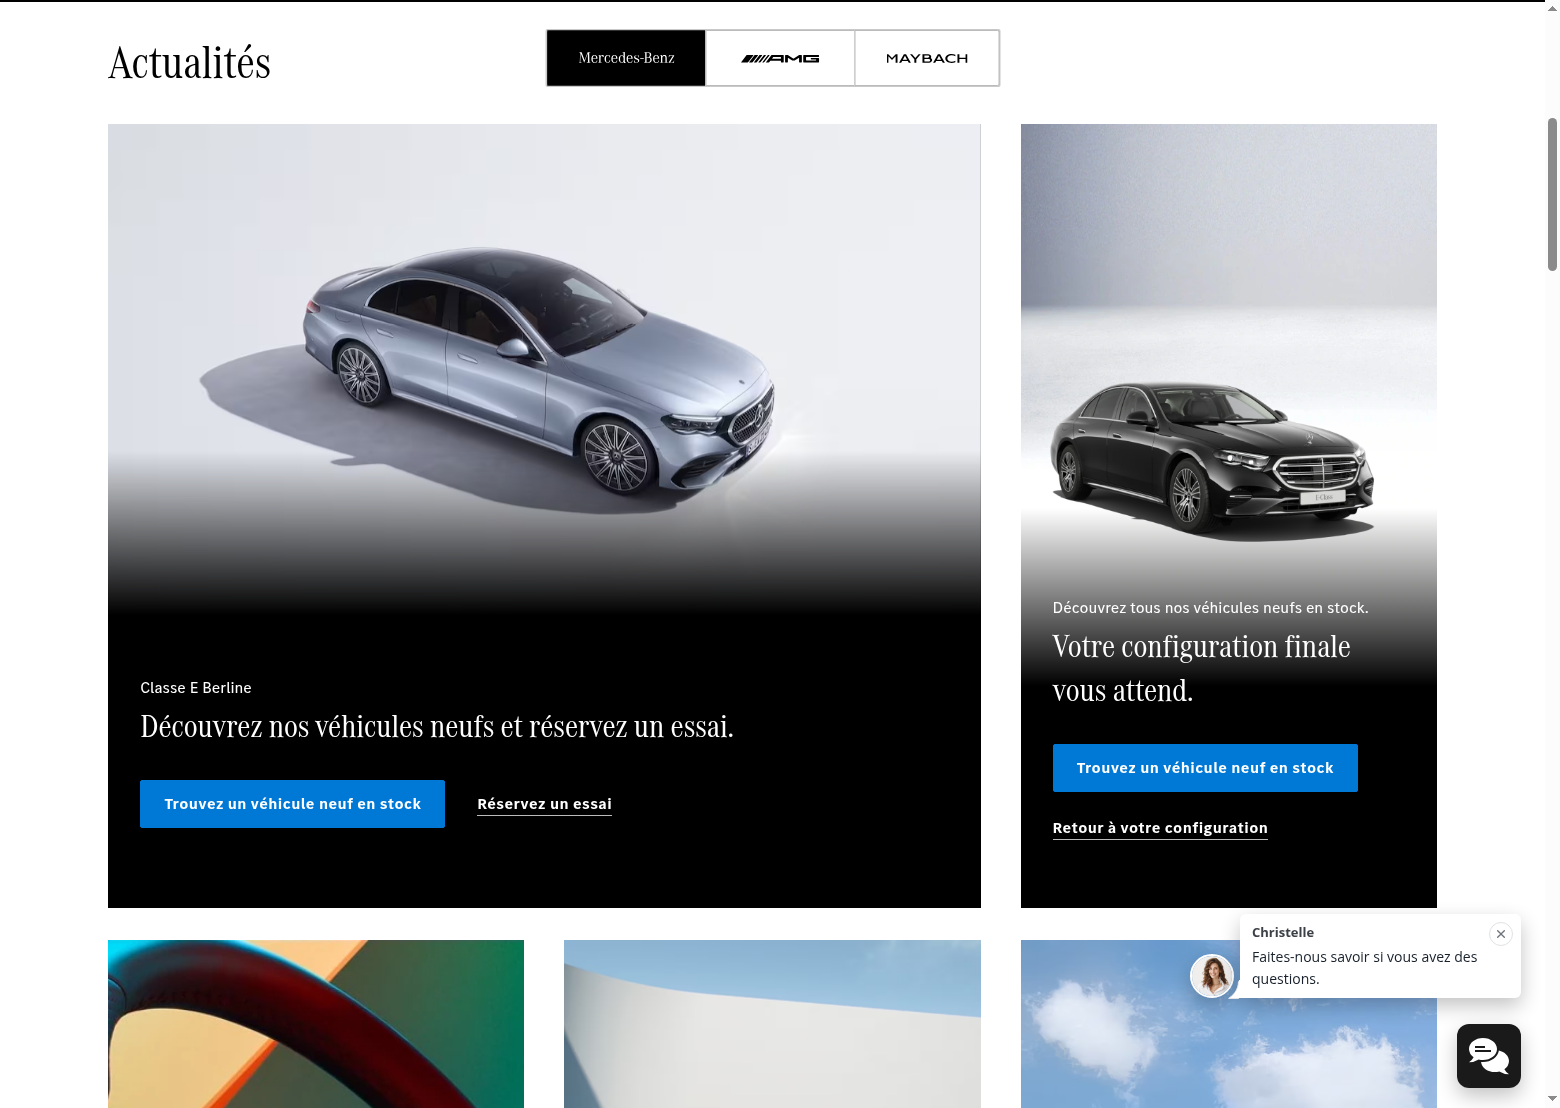 Actualités
Mercedes-Benz
AMG
MAYBACH
Classe E Berline
Découvrez nos véhicules neufs et réservez un essai.
Trouvez un véhicule neuf en stock
Réservez un essai
E-Class
Découvrez tous nos véhicules neufs en stock.
Votre configuration finale
vous attend.
Trouvez un véhicule neuf en stock
Retour à votre configuration
Christelle
Faites-nous savoir si vous avez des
questions.